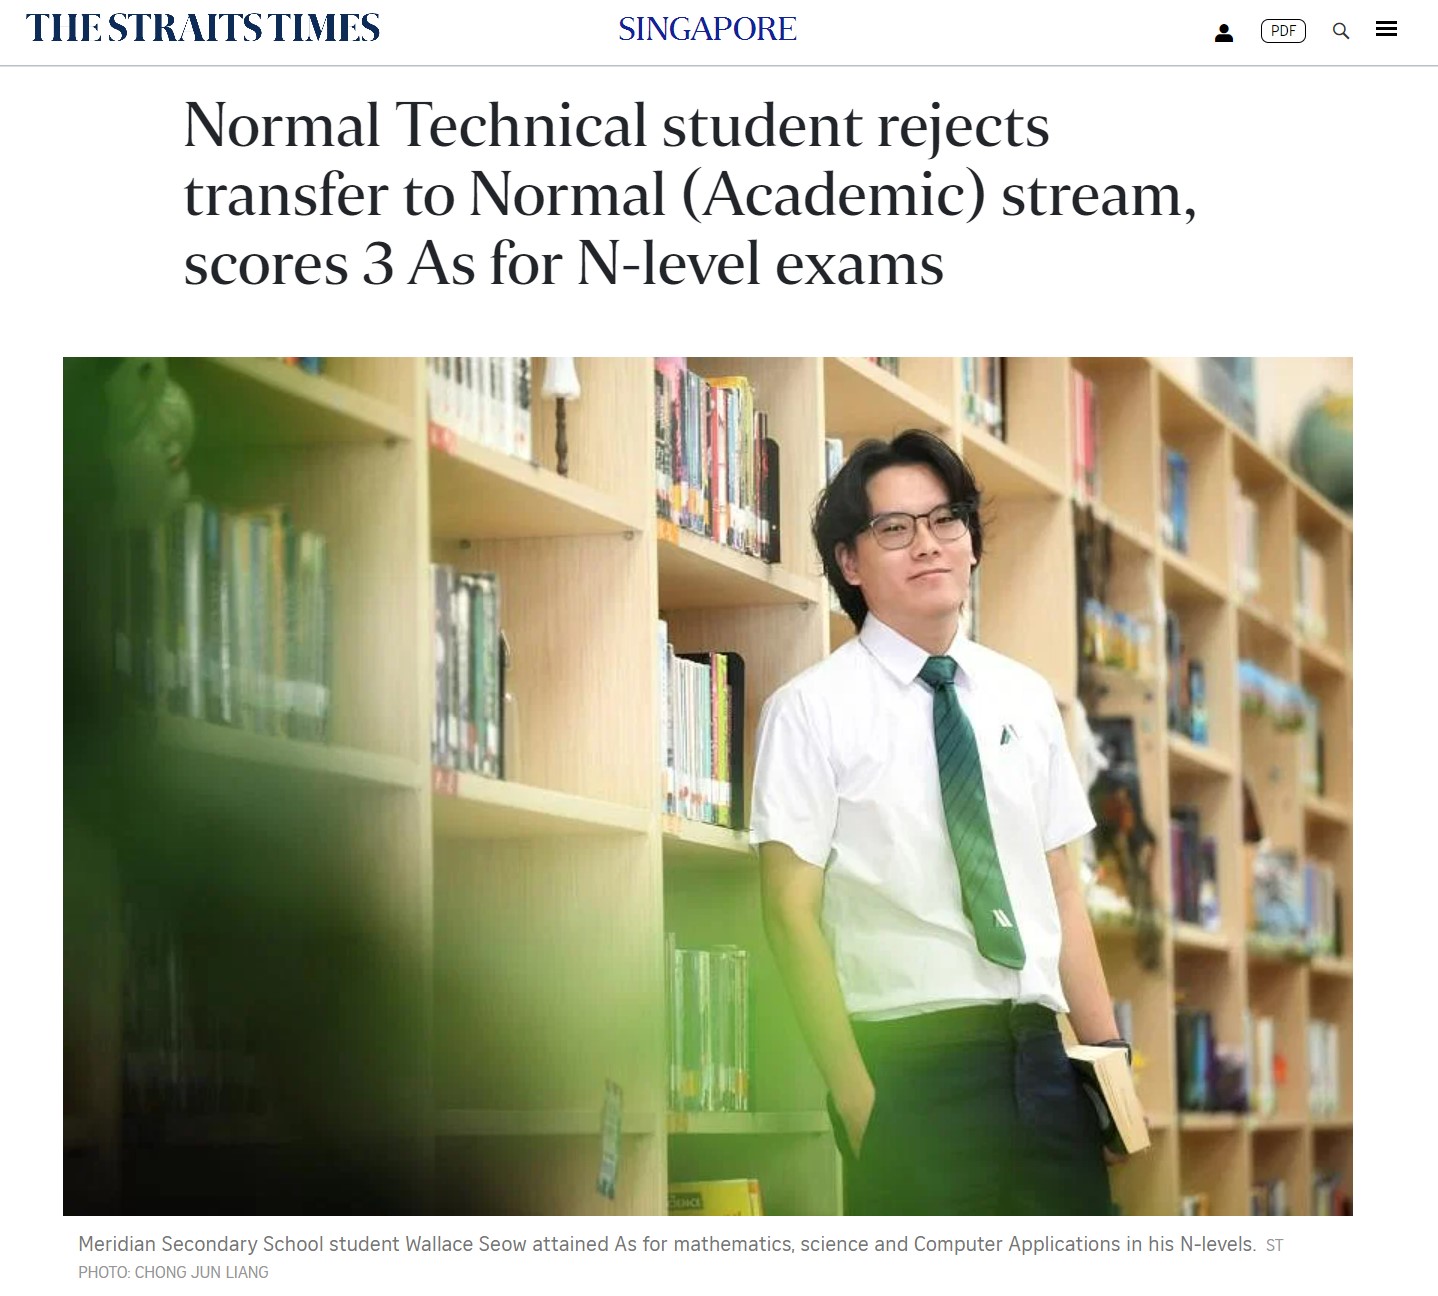 THE STRAITS TIMES
SINGAPORE
PDF
Normal Technical student rejects
transfer to Normal (Academic) stream,
scores 3 As for N-level exams
Meridian Secondary School student Wallace Seow attained As for mathematics, science and Computer Applications in his N-levels. ST
PHOTO: CHONG JUN LIANG